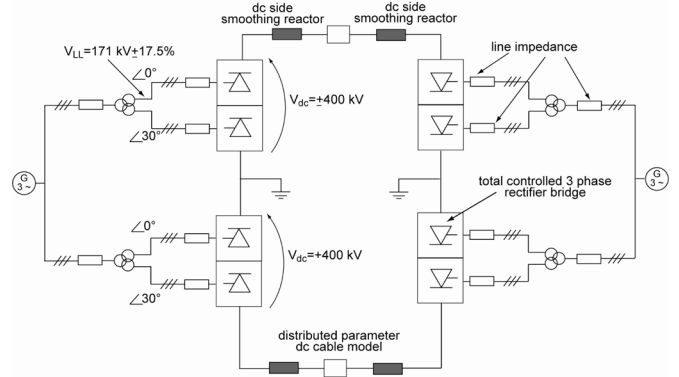 dc side
smoothing reactor
dc side
smoothing reactor
V_LL=171 kV±17.5%
line impedance
∠0°
V_dc=±400 kV
∠30°
G
3 ~
G
3 ~
total controlled 3 phase
rectifier bridge
∠0°
V_dc=+400 kV
∠30°
distributed parameter
dc cable model